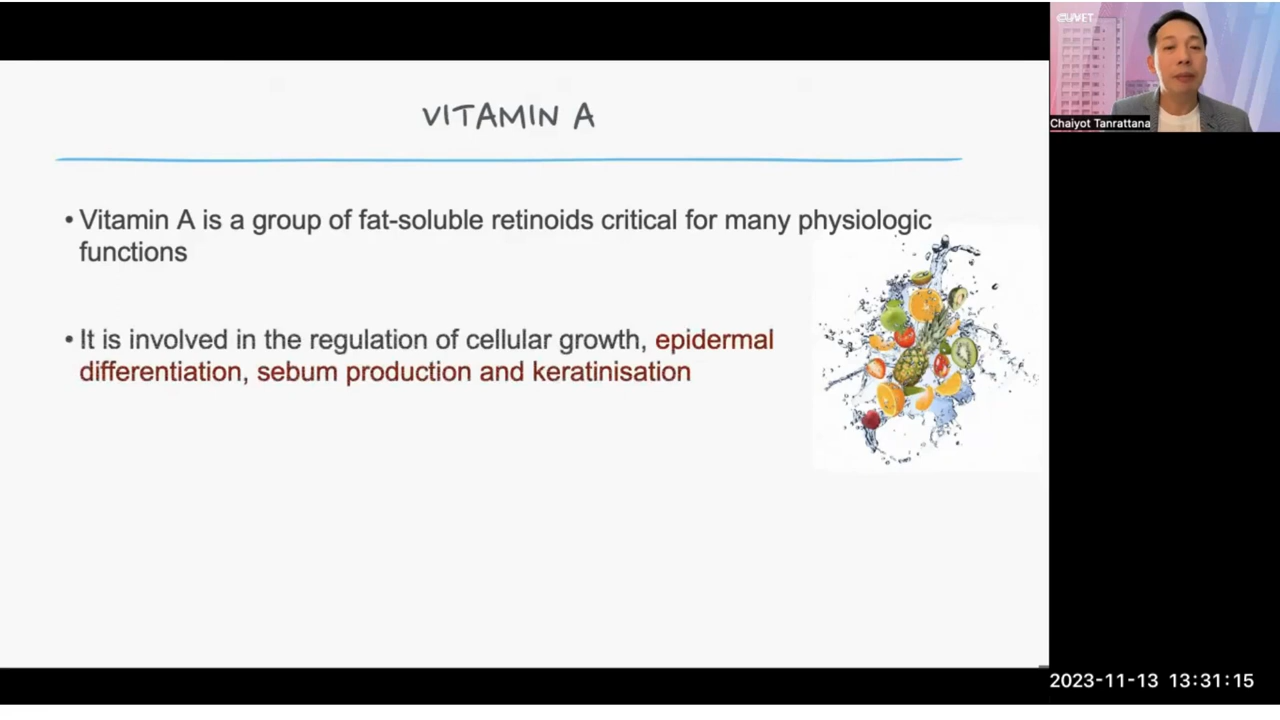 CUVET
Chaiyot Tanrattana
VITAMIN A
• Vitamin A is a group of fat-soluble retinoids critical for many physiologic
functions
• It is involved in the regulation of cellular growth, epidermal
differentiation, sebum production and keratinisation
2023-11-13 13:31:15